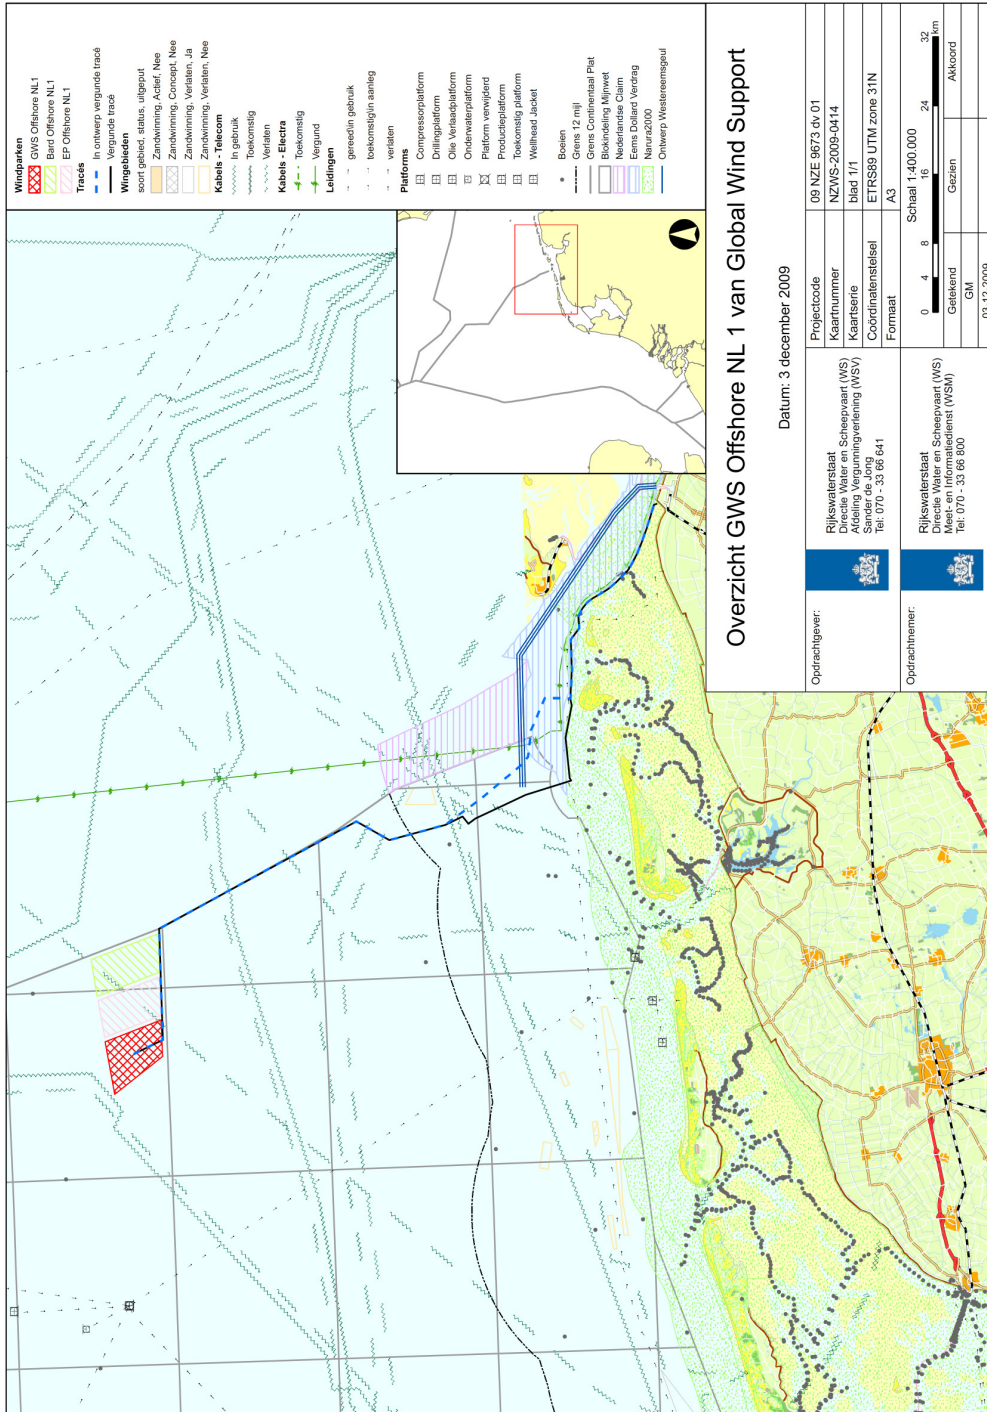 Windparken
GWS Offshore NL1
Bard Offshore NL1
EP Offshore NL1
Tracés
In ontwerp vergunde tracé
Vergunde tracé
Wingebieden
soort gebied, status, uitgeput
Zandwinning, Actief, Nee
Zandwinning, Concept, Nee
Zandwinning, Verlaten, Ja
Zandwinning, Verlaten, Nee
Kabels - Telecom
In gebruik
Toekomstig
Verlaten
Kabels - Electra
Toekomstig
Vergund
Leidingen
gereed\in gebruik
toekomstig\in aanleg
verlaten
Platforms
Compressorplatform
Drillingplatform
Olie Verlaadplatform
Onderwaterplatform
Platform verwijderd
Productieplatform
Toekomstig platform
Wellhead Jacket
Boeien
Grens 12 mijl
Grens Continentaal Plat
Blokindeling Mijnwet
Nederlandse Claim
Eems Dollard Verdrag
Narura2000
Ontwerp Westereemsgeul
Overzicht GWS Offshore NL 1 van Global Wind Support
Datum: 3 december 2009
Opdrachtgever:
Rijkswaterstaat
Directie Water en Scheepvaart (WS)
Afdeling Vergunningverlening (WSV)
Sander de Jong
Tel: 070 - 33 66 641
Opdrachtnemer:
Rijkswaterstaat
Directie Water en Scheepvaart (WS)
Meet- en Informatiedienst (WSM)
Tel: 070 - 33 66 800
Projectcode 09 NZE 9673 dv 01
Kaartnummer NZWS-2009-0414
Kaartserie blad 1/1
Coördinatenstelsel ETRS89 UTM zone 31N
Formaat A3
Schaal 1:400.000
0 4 8 16 24 32
km
Getekend Gezien Akkoord
GM
03-12-2009